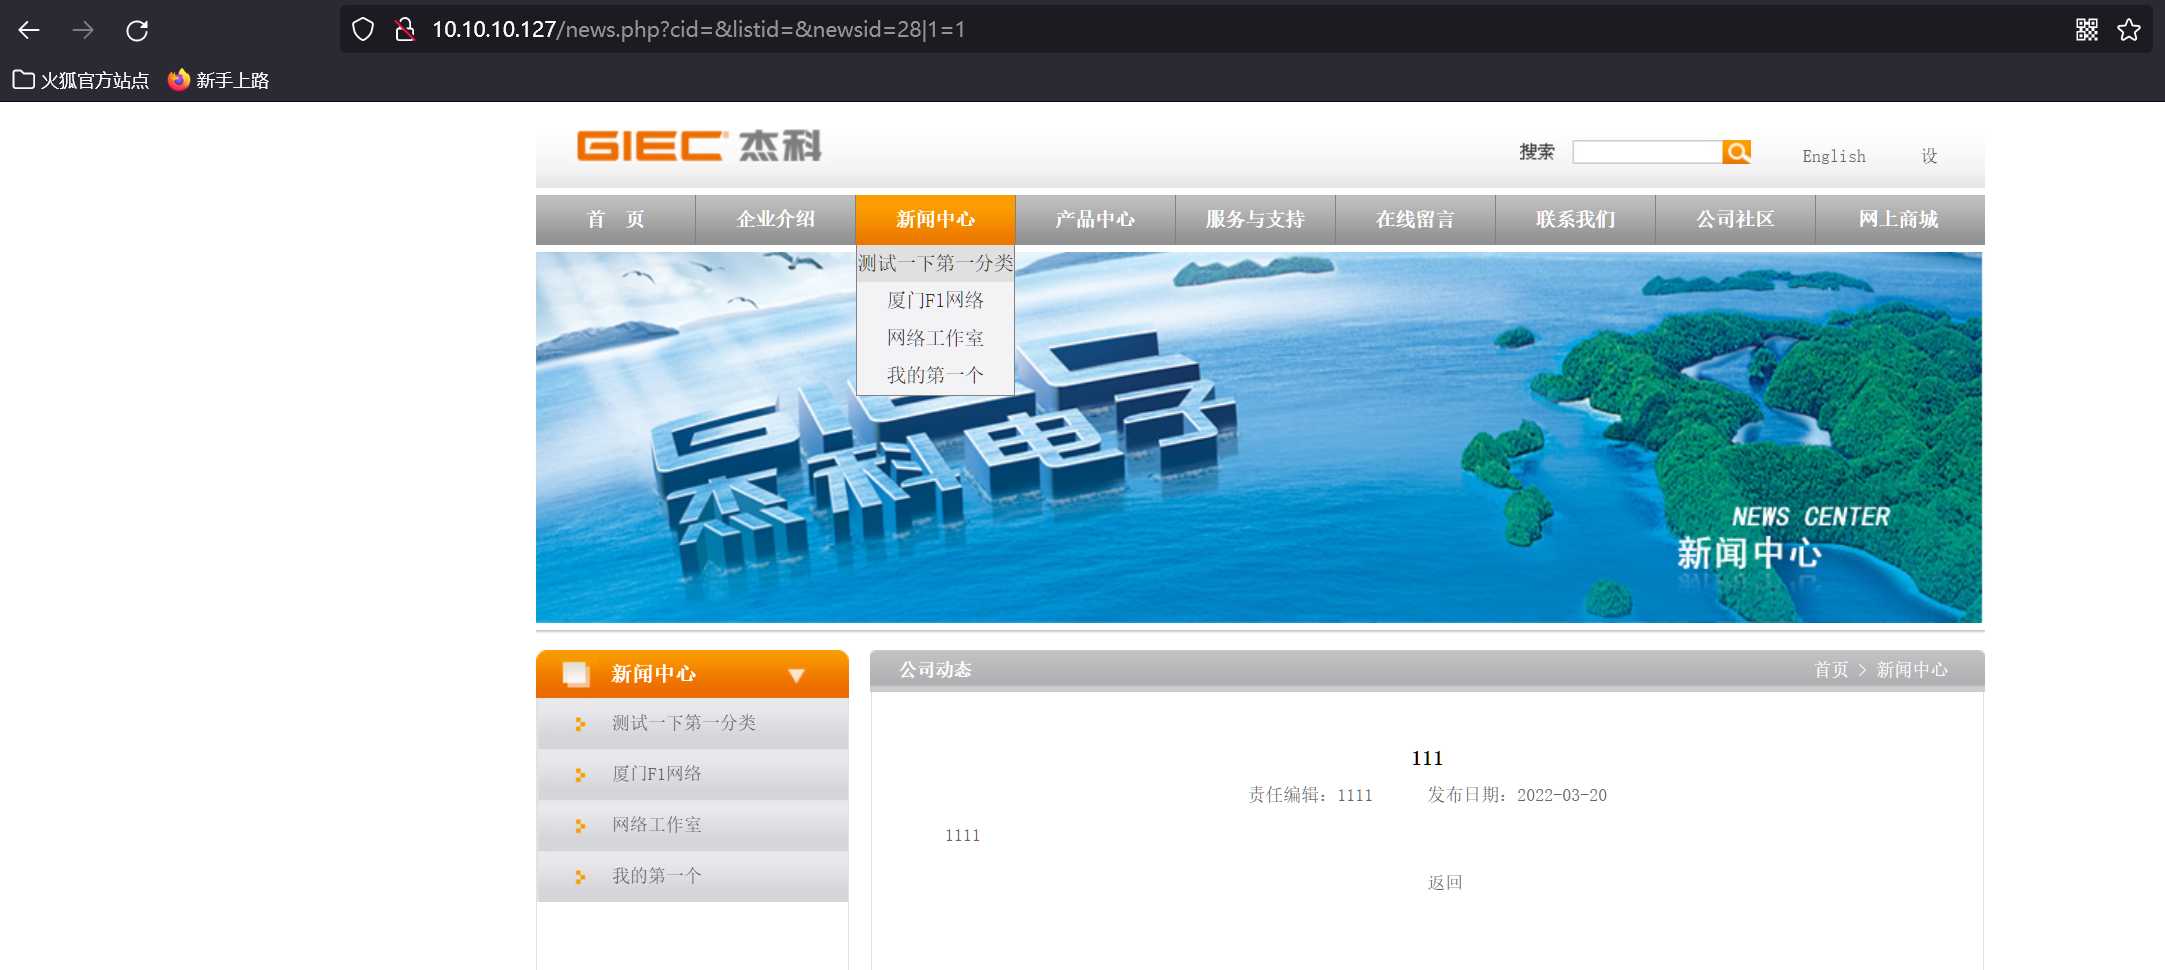 10.10.10.127/news.php?cid=&listid=&newsid=28|1=1
火狐官方站点 新手上路
GIEC 杰科
搜索 English 设
首 页 企业介绍 新闻中心 产品中心 服务与支持 在线留言 联系我们 公司社区 网上商城
测试一下第一分类
厦门F1网络
网络工作室
我的第一个
GIEC
杰科电子
NEWS CENTER
新闻中心
新闻中心
测试一下第一分类
厦门F1网络
网络工作室
我的第一个
公司动态 首页 > 新闻中心
111
责任编辑：1111 发布日期：2022-03-20
1111
返回